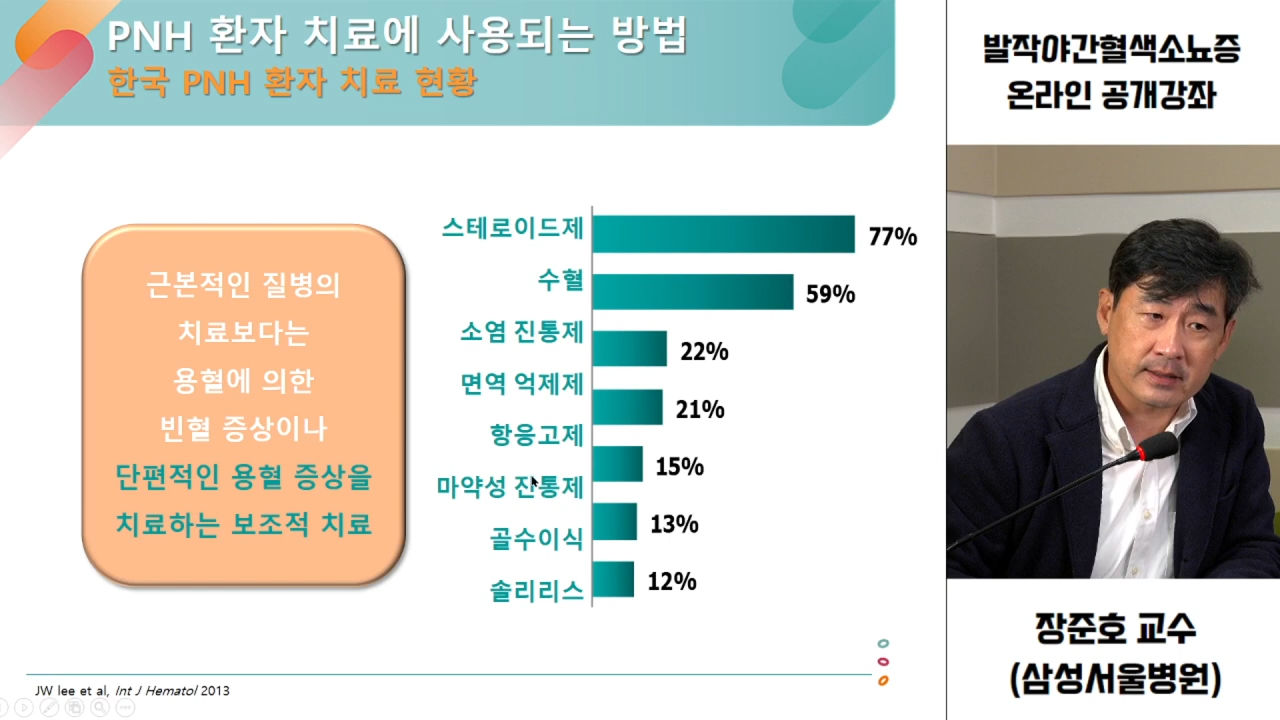 PNH 환자 치료에 사용되는 방법
한국 PNH 환자 치료 현황
근본적인 질병의
치료보다는
용혈에 의한
빈혈 증상이나
단편적인 용혈 증상을
치료하는 보조적 치료
스테로이드제
77%
수혈
59%
소염 진통제
22%
면역 억제제
21%
항응고제
15%
마약성 진통제
13%
골수이식
12%
솔리리스
JW lee et al, Int J Hematol 2013
발작야간혈색소뇨증
온라인 공개강좌
장준호 교수
(삼성서울병원)